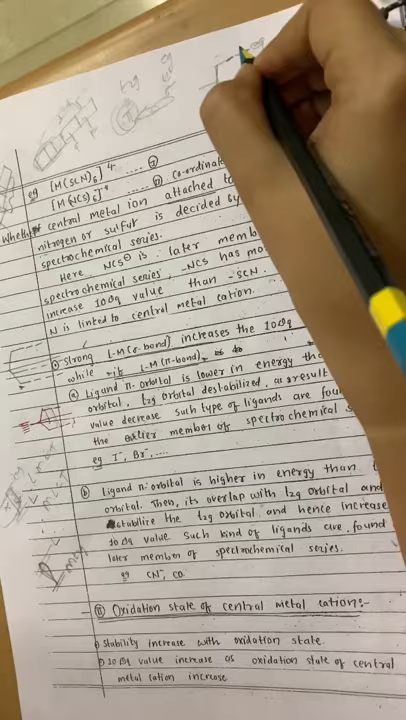 eg [M(SCN)6]4- .... ①
[M(NCS)6]-4 .... ② co-ordinate
Whether central metal ion attached to
nitrogen or sulfur is decided by
spectrochemical series.
Here NCS⊖ is later memb
spectrochemical series, -NCS has mo
increase 10Dq value than -SCN.
N is linked to central metal cation.
① Strong L-M(σ-bond) increases the 10Dq
while L-M (π-bond)
ⓐ Ligand π-orbital is lower in energy tha
orbital, t2g orbital destabilized, as result
value decrease such type of ligands are foun
the earlier member of spectrochemical s
eg I-, Br- .....
ⓑ Ligand π-orbital is higher in energy than t
orbital. Then, its overlap with t2g orbital and
stabilize the t2g orbital and hence increase
10Dq value such kind of ligands are found
later member of spectrochemical series.
eg CN-, CO
Oxidation state of central metal cation:-
Stability increase with oxidation state.
10Dq value increase as oxidation state of central
metal cation increase